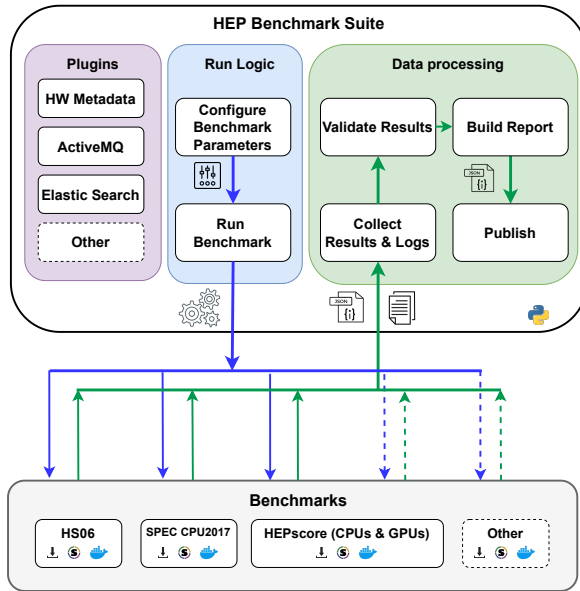 HEP Benchmark Suite
Plugins
HW Metadata
ActiveMQ
Elastic Search
Other
Run Logic
Configure
Benchmark
Parameters
Run
Benchmark
Data processing
Validate Results
Build Report
JSON
{;}
Collect
Results & Logs
Publish
JSON
{;}
Benchmarks
HS06
SPEC CPU2017
HEPscore (CPUs & GPUs)
Other